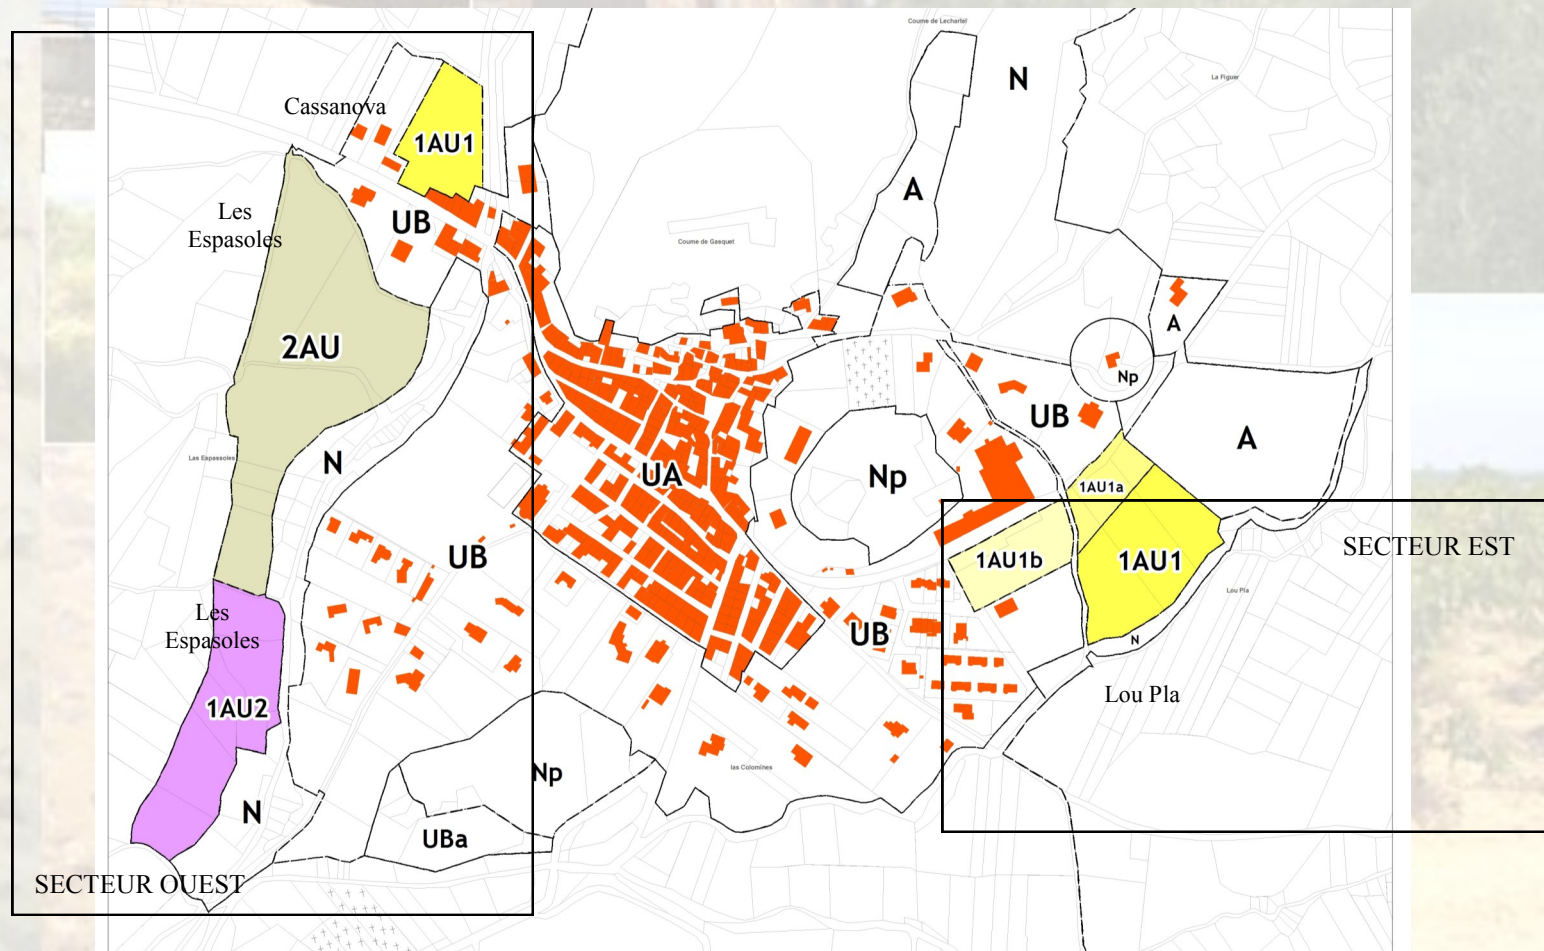 Coume de Lechartel
N
La Figuer
Cassanova
1AU1
A
Les
Espasoles
UB
Coume de Gasquet
A
2AU
Np
UB
A
Las Espassoles
N
UA
Np
1AU1a
SECTEUR EST
UB
1AU1b
1AU1
Lou Pla
Les
Espasoles
UB
N
Lou Pla
1AU2
las Colomines
Np
N
UBa
SECTEUR OUEST